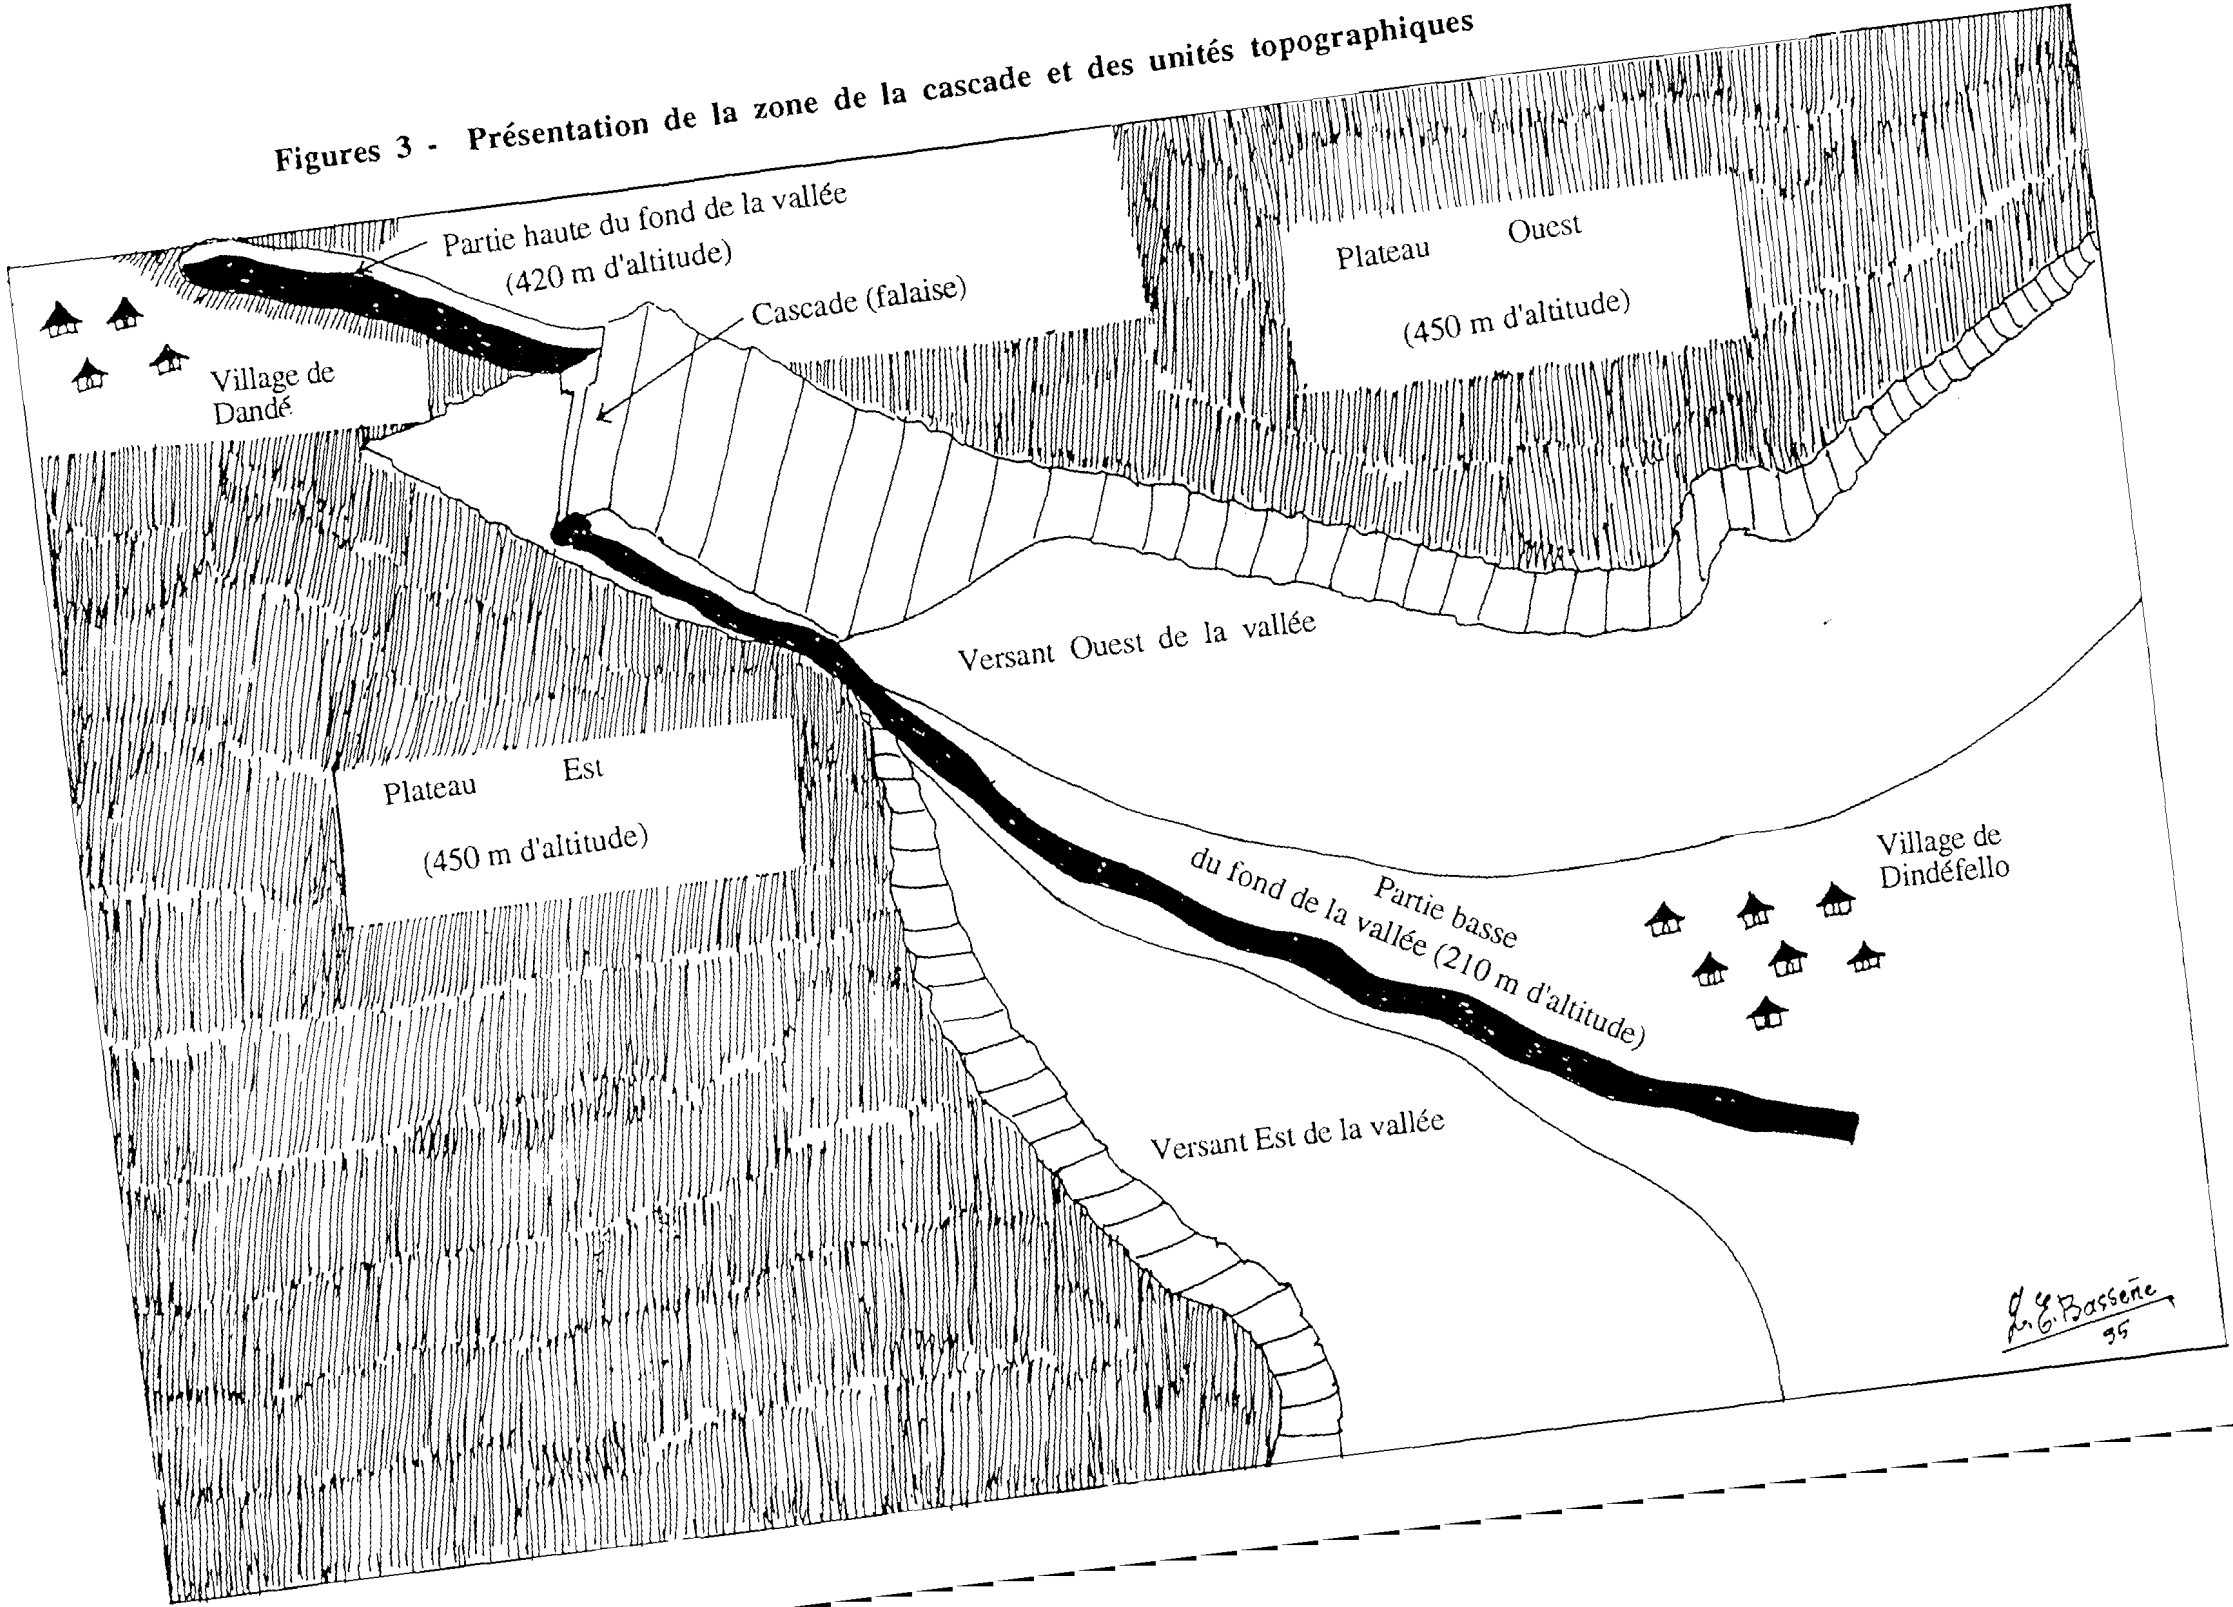 Figures 3 - Présentation de la zone de la cascade et des unités topographiques
Partie haute du fond de la vallée
(420 m d'altitude)
Cascade (falaise)
Plateau Ouest
(450 m d'altitude)
Village de
Dandé
Versant Ouest de la vallée
Plateau Est
(450 m d'altitude)
Village de
Dindéfello
Partie basse
du fond de la vallée (210 m d'altitude)
Versant Est de la vallée
E. Bassene
95